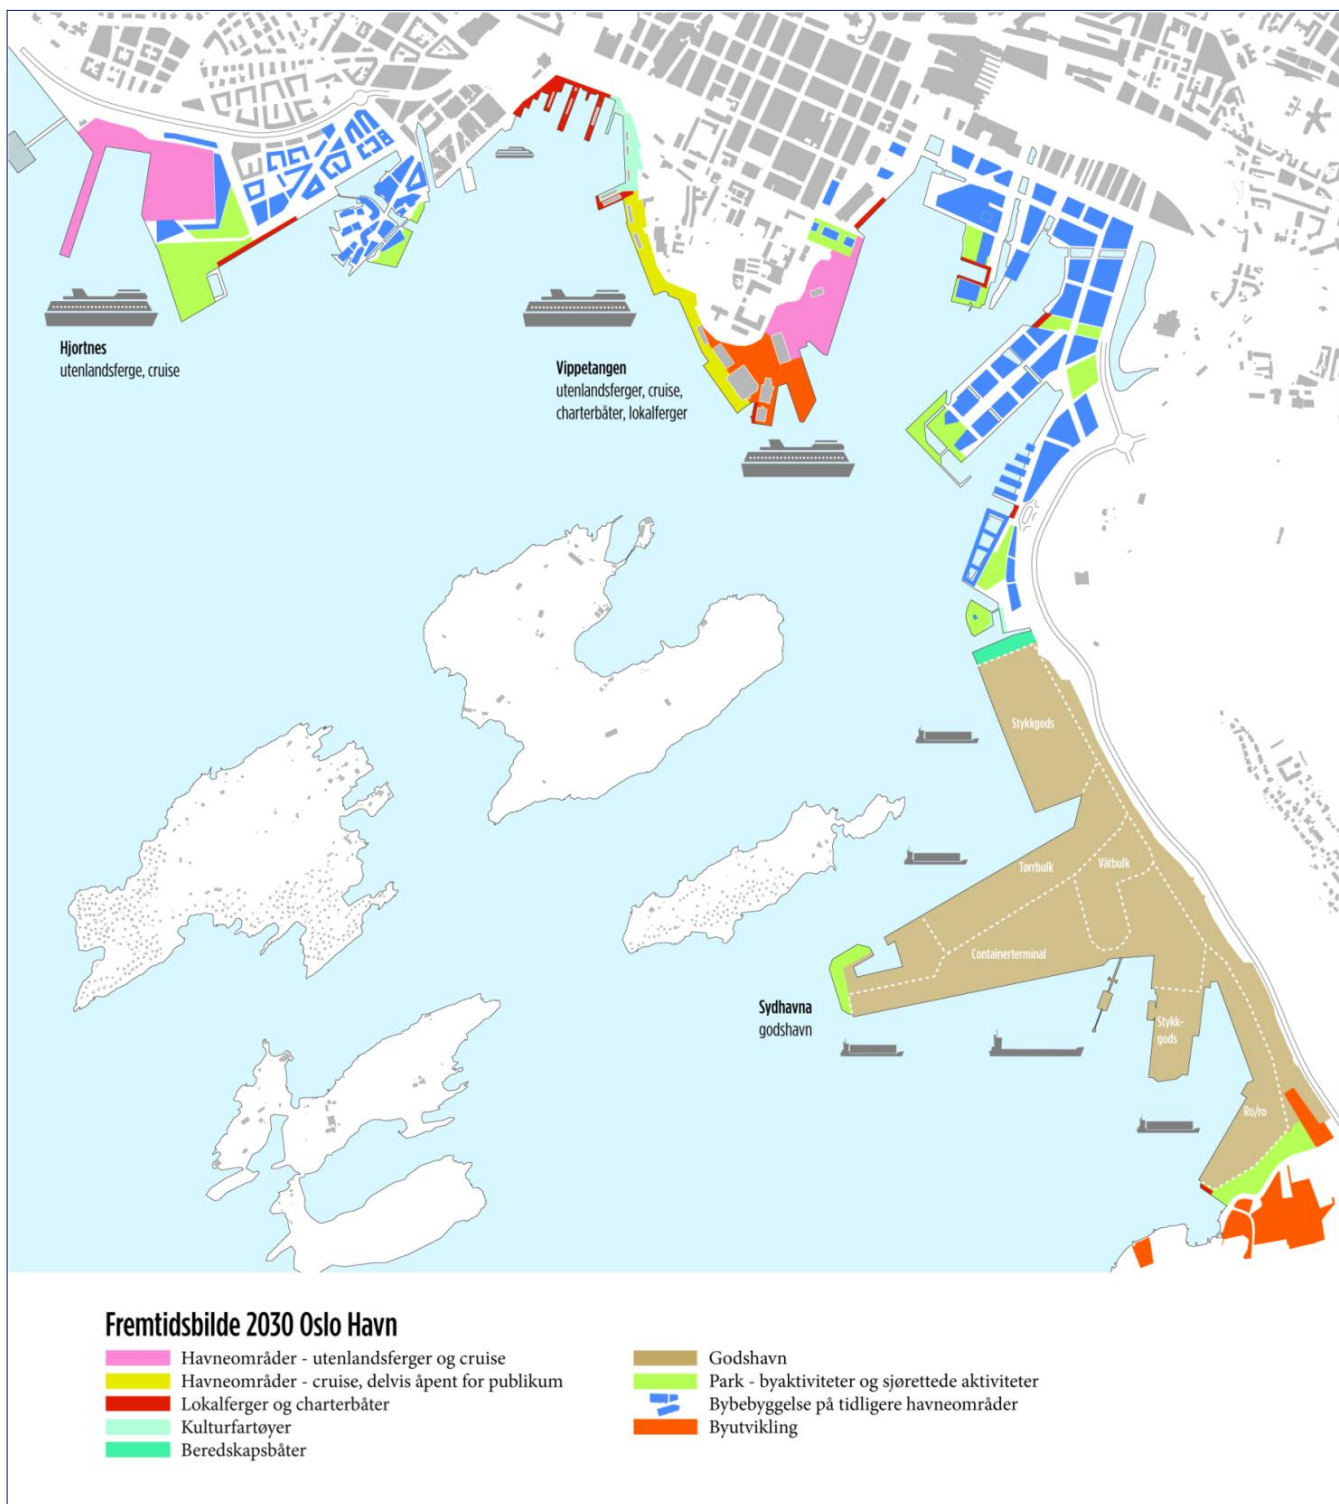 Hjortnes
utenlandsferge, cruise
Vippetangen
utenlandsferger, cruise,
charterbåter, lokalferger
Stykkgods
Tørrbulk
Våtbulk
Containerterminal
Sydhavna
godshavn
Stykk-
gods
Ro/ro
Fremtidsbilde 2030 Oslo Havn
Havneområder - utenlandsferger og cruise
Havneområder - cruise, delvis åpent for publikum
Lokalferger og charterbåter
Kulturfartøyer
Beredskapsbåter
Godshavn
Park - byaktiviteter og sjørettede aktiviteter
Bybebyggelse på tidligere havneområder
Byutvikling